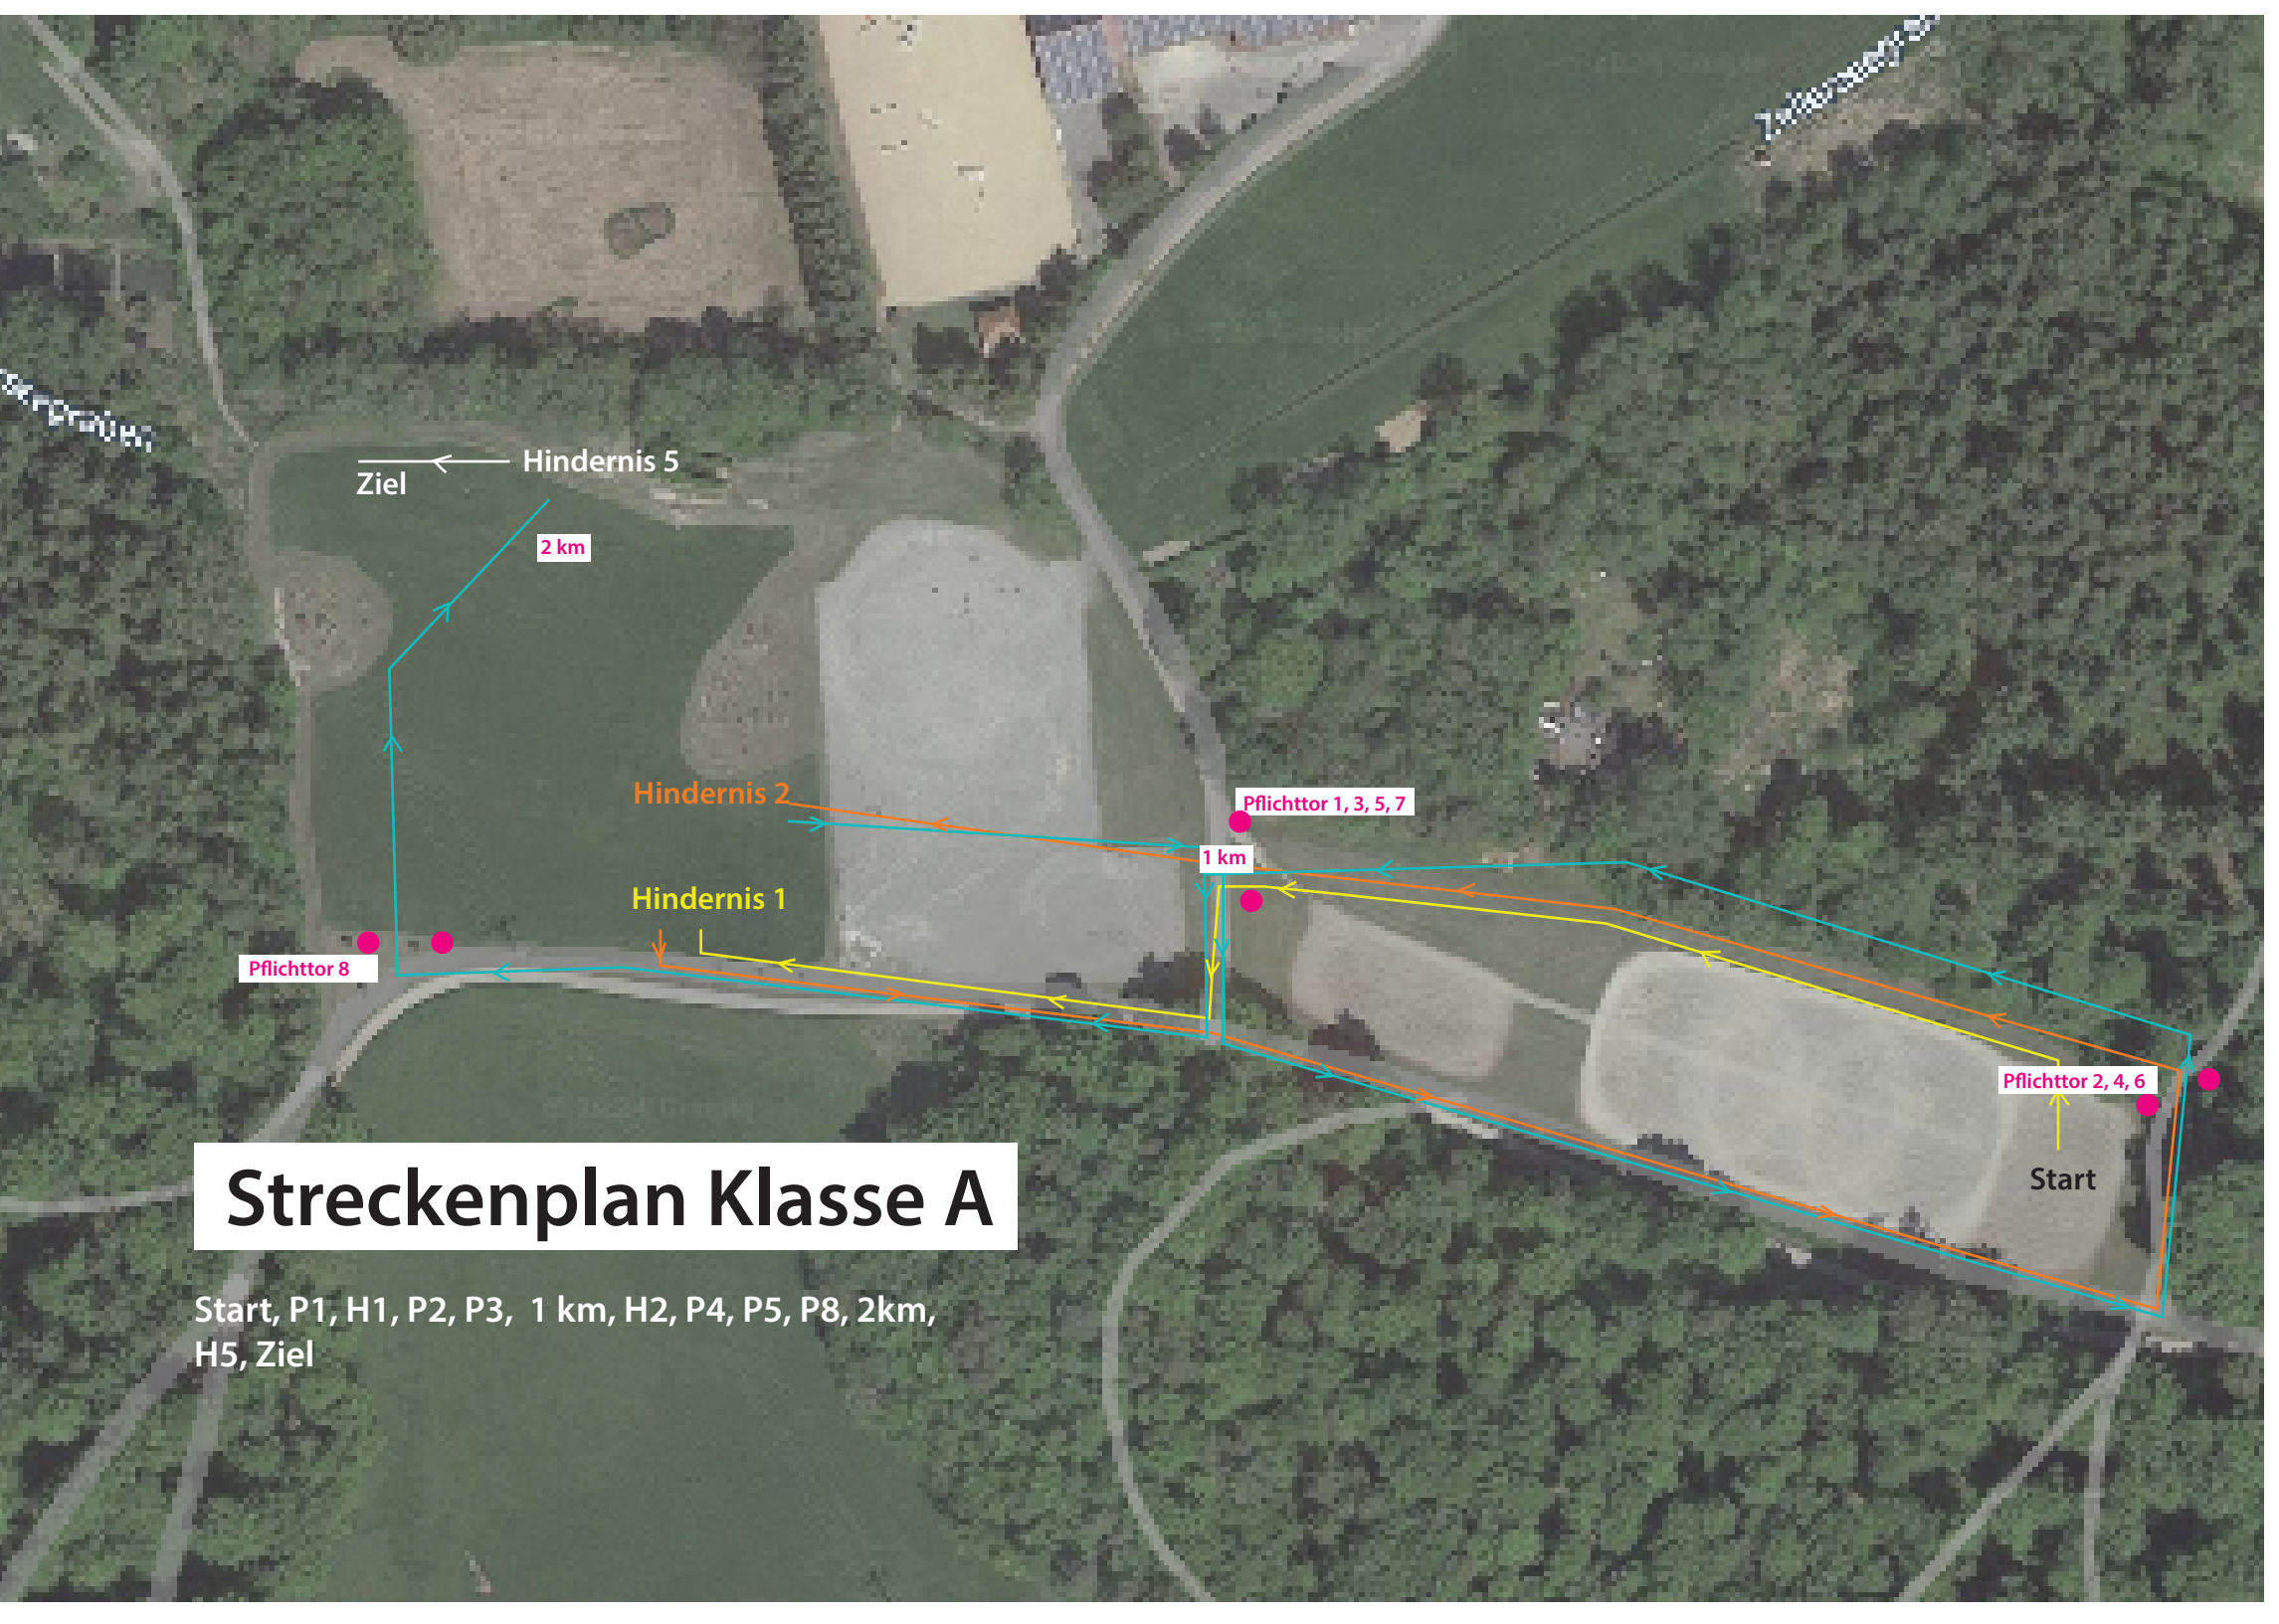 Hindernis 5
Ziel
2 km
Hindernis 2
Pflichttor 1, 3, 5, 7
1 km
Hindernis 1
Pflichttor 8
Pflichttor 2, 4, 6
Start
Streckenplan Klasse A
Start, P1, H1, P2, P3, 1 km, H2, P4, P5, P8, 2km,
H5, Ziel